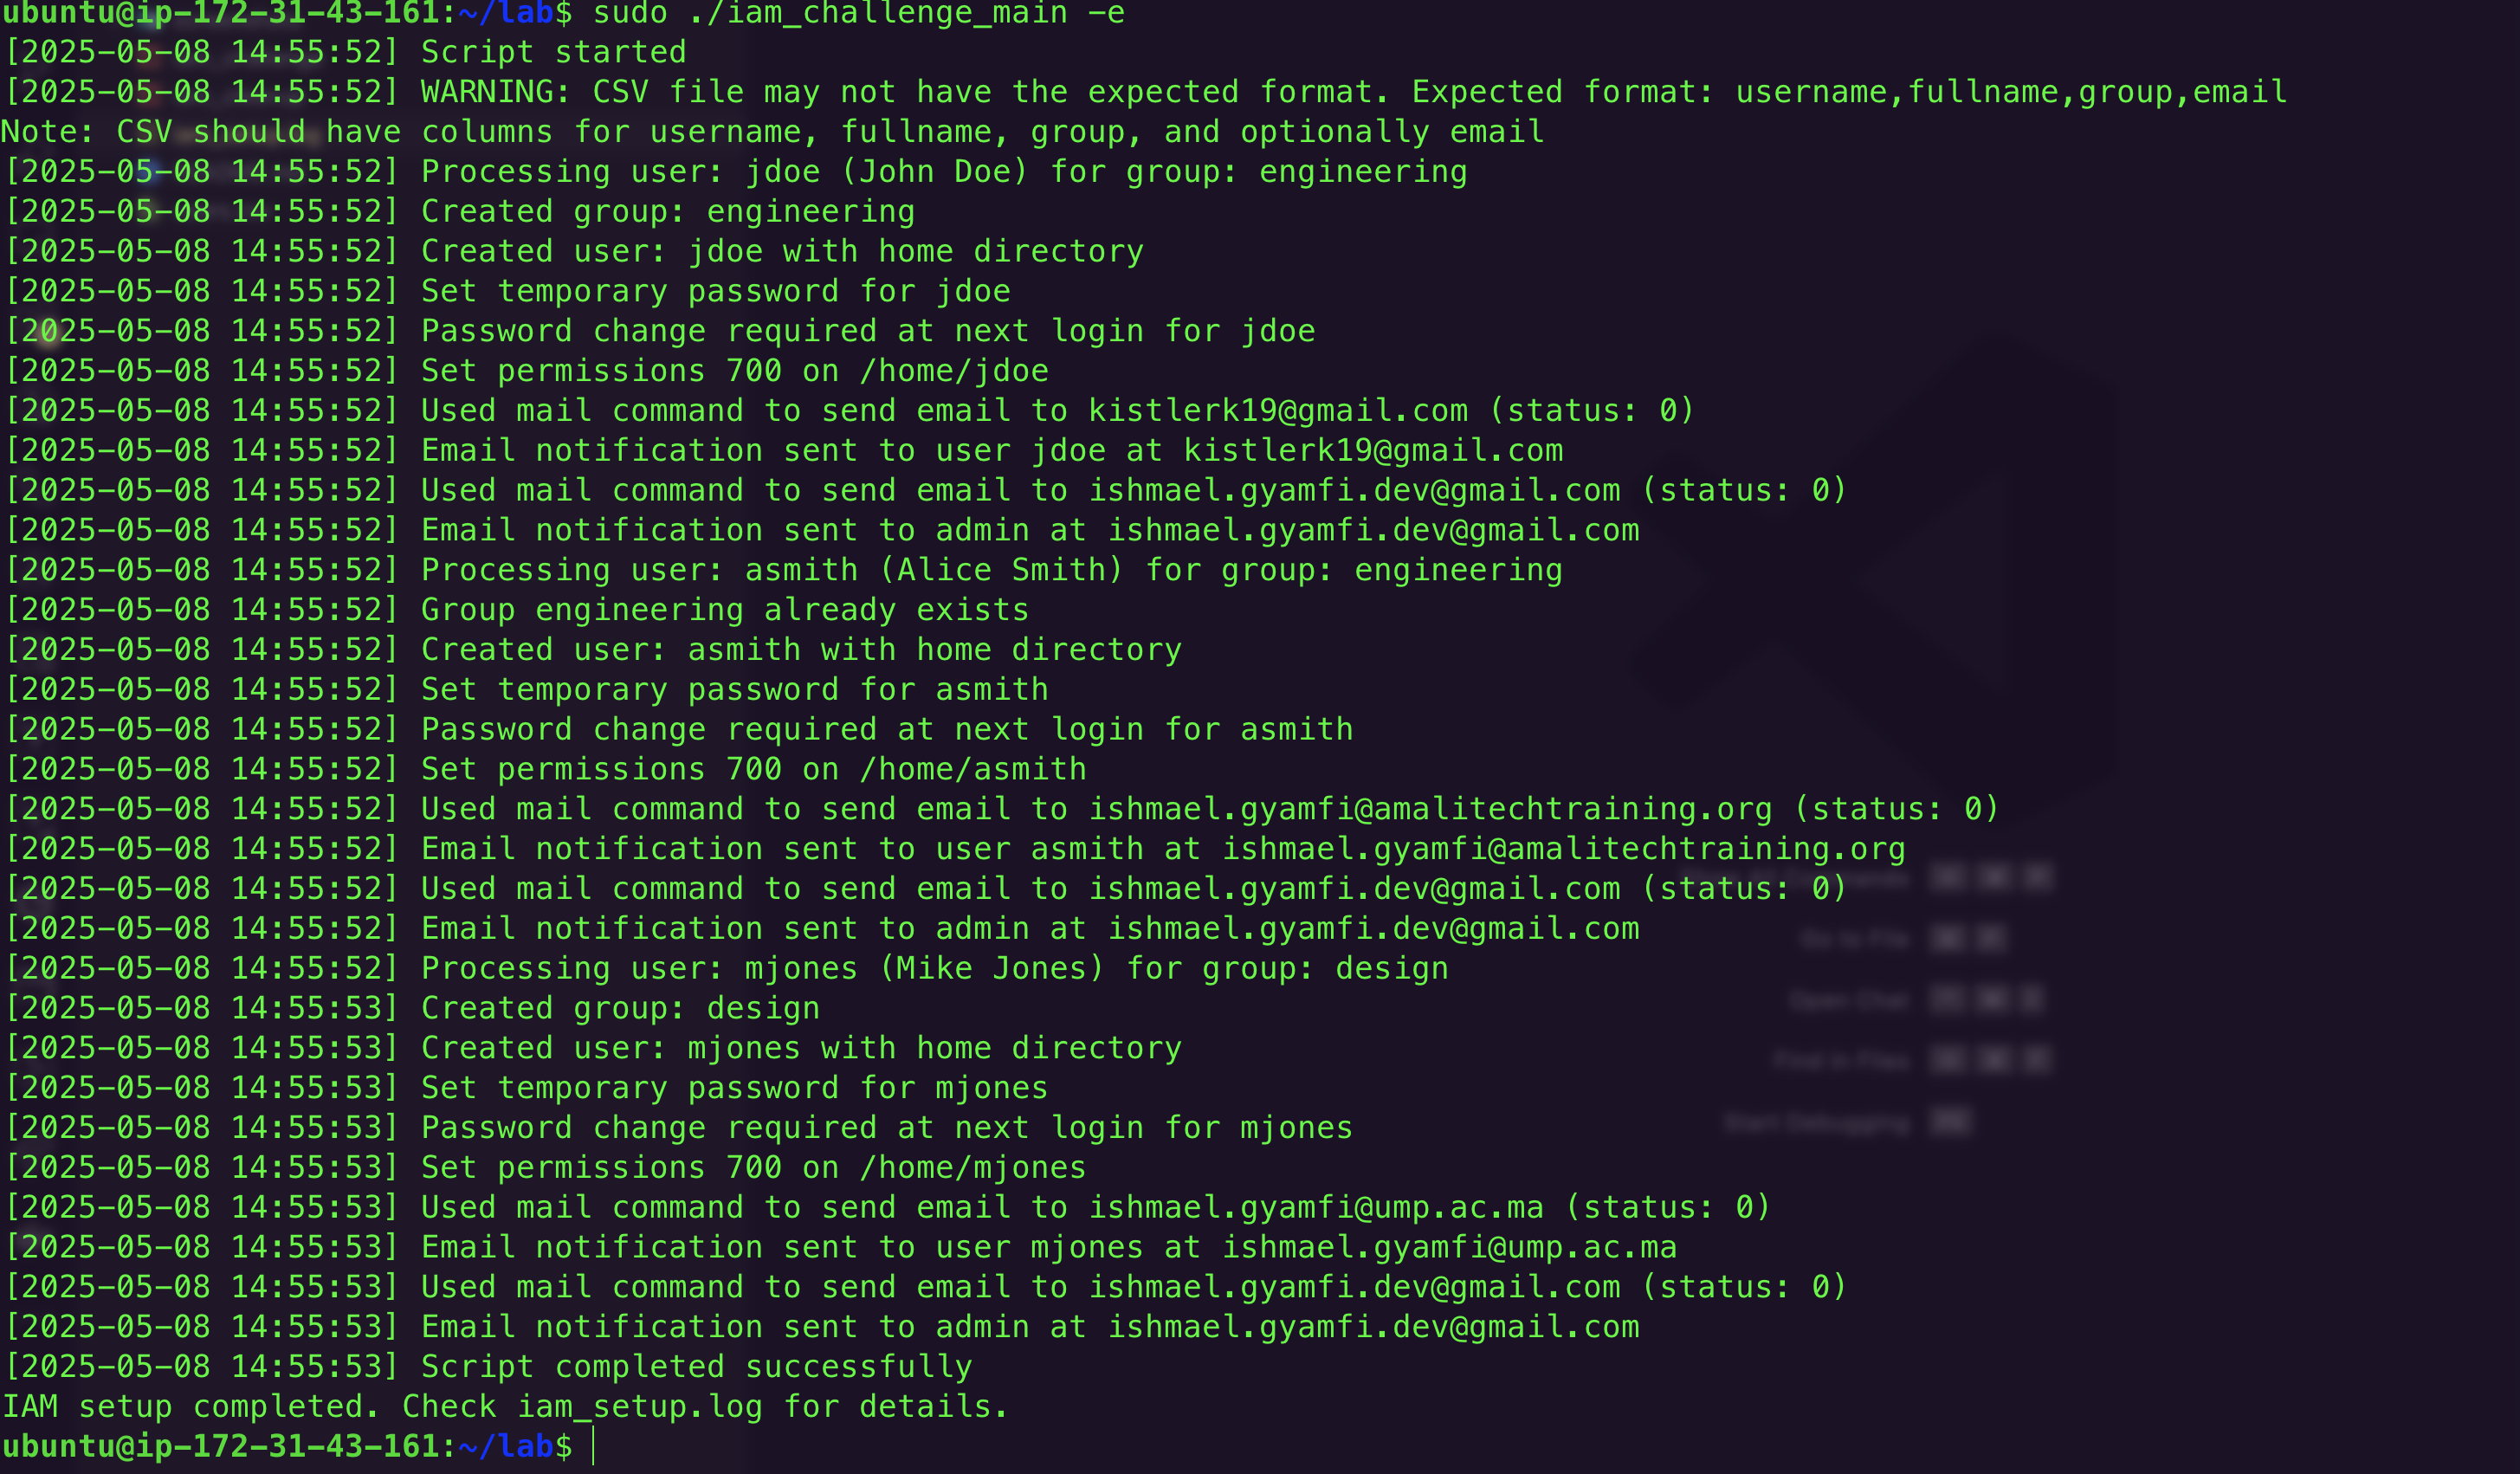 ubuntu@ip-172-31-43-161:~/lab$ sudo ./iam_challenge_main -e
[2025-05-08 14:55:52] Script started
[2025-05-08 14:55:52] WARNING: CSV file may not have the expected format. Expected format: username,fullname,group,email
Note: CSV should have columns for username, fullname, group, and optionally email
[2025-05-08 14:55:52] Processing user: jdoe (John Doe) for group: engineering
[2025-05-08 14:55:52] Created group: engineering
[2025-05-08 14:55:52] Created user: jdoe with home directory
[2025-05-08 14:55:52] Set temporary password for jdoe
[2025-05-08 14:55:52] Password change required at next login for jdoe
[2025-05-08 14:55:52] Set permissions 700 on /home/jdoe
[2025-05-08 14:55:52] Used mail command to send email to kistlerk19@gmail.com (status: 0)
[2025-05-08 14:55:52] Email notification sent to user jdoe at kistlerk19@gmail.com
[2025-05-08 14:55:52] Used mail command to send email to ishmael.gyamfi.dev@gmail.com (status: 0)
[2025-05-08 14:55:52] Email notification sent to admin at ishmael.gyamfi.dev@gmail.com
[2025-05-08 14:55:52] Processing user: asmith (Alice Smith) for group: engineering
[2025-05-08 14:55:52] Group engineering already exists
[2025-05-08 14:55:52] Created user: asmith with home directory
[2025-05-08 14:55:52] Set temporary password for asmith
[2025-05-08 14:55:52] Password change required at next login for asmith
[2025-05-08 14:55:52] Set permissions 700 on /home/asmith
[2025-05-08 14:55:52] Used mail command to send email to ishmael.gyamfi@amalitechtraining.org (status: 0)
[2025-05-08 14:55:52] Email notification sent to user asmith at ishmael.gyamfi@amalitechtraining.org
[2025-05-08 14:55:52] Used mail command to send email to ishmael.gyamfi.dev@gmail.com (status: 0)
[2025-05-08 14:55:52] Email notification sent to admin at ishmael.gyamfi.dev@gmail.com
[2025-05-08 14:55:52] Processing user: mjones (Mike Jones) for group: design
[2025-05-08 14:55:53] Created group: design
[2025-05-08 14:55:53] Created user: mjones with home directory
[2025-05-08 14:55:53] Set temporary password for mjones
[2025-05-08 14:55:53] Password change required at next login for mjones
[2025-05-08 14:55:53] Set permissions 700 on /home/mjones
[2025-05-08 14:55:53] Used mail command to send email to ishmael.gyamfi@ump.ac.ma (status: 0)
[2025-05-08 14:55:53] Email notification sent to user mjones at ishmael.gyamfi@ump.ac.ma
[2025-05-08 14:55:53] Used mail command to send email to ishmael.gyamfi.dev@gmail.com (status: 0)
[2025-05-08 14:55:53] Email notification sent to admin at ishmael.gyamfi.dev@gmail.com
[2025-05-08 14:55:53] Script completed successfully
IAM setup completed. Check iam_setup.log for details.
ubuntu@ip-172-31-43-161:~/lab$
Go to File
Open Chat
Find in Files
Start Debugging